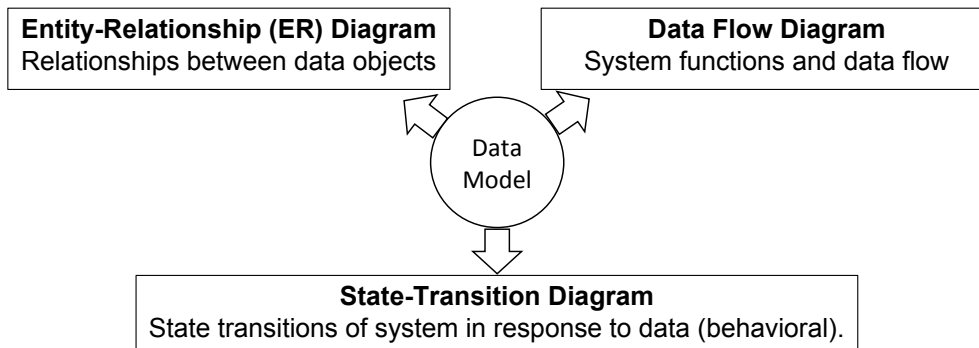 Entity-Relationship (ER) Diagram
Relationships between data objects
Data Flow Diagram
System functions and data flow
Data
Model
State-Transition Diagram
State transitions of system in response to data (behavioral).